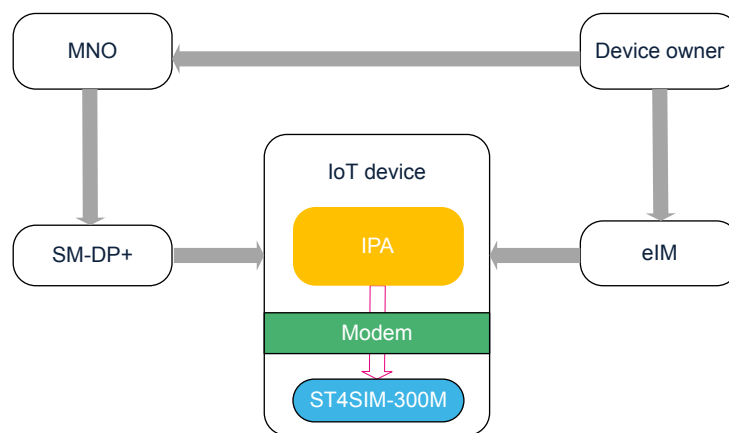 MNO
Device owner
IoT device
SM-DP+
IPA
eIM
Modem
ST4SIM-300M